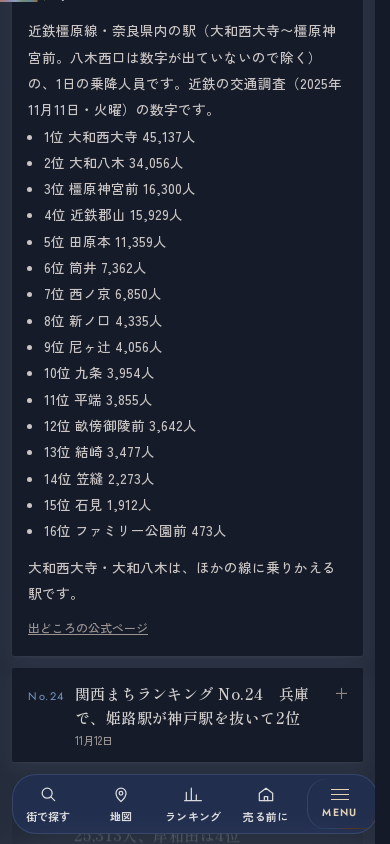 近鉄橿原線・奈良県内の駅（大和西大寺〜橿原神
宮前。八木西口は数字が出ていないので除く）
の、1日の乗降人員です。近鉄の交通調査（2025年
11月11日・火曜）の数字です。
• 1位 大和西大寺 45,137人
• 2位 大和八木 34,056人
• 3位 橿原神宮前 16,300人
• 4位 近鉄郡山 15,929人
• 5位 田原本 11,359人
• 6位 筒井 7,362人
• 7位 西ノ京 6,850人
• 8位 新ノ口 4,335人
• 9位 尼ヶ辻 4,056人
• 10位 九条 3,954人
• 11位 平端 3,855人
• 12位 畝傍御陵前 3,642人
• 13位 結崎 3,477人
• 14位 笠縫 2,273人
• 15位 石見 1,912人
• 16位 ファミリー公園前 473人
大和西大寺・大和八木は、ほかの線に乗りかえる
駅です。
出どころの公式ページ
No.24 関西まちランキング No.24　兵庫 +
で、姫路駅が神戸駅を抜いて2位
11月12日
街で探す 地図 ランキング 売る前に MENU
25,313人、岸和田は4位